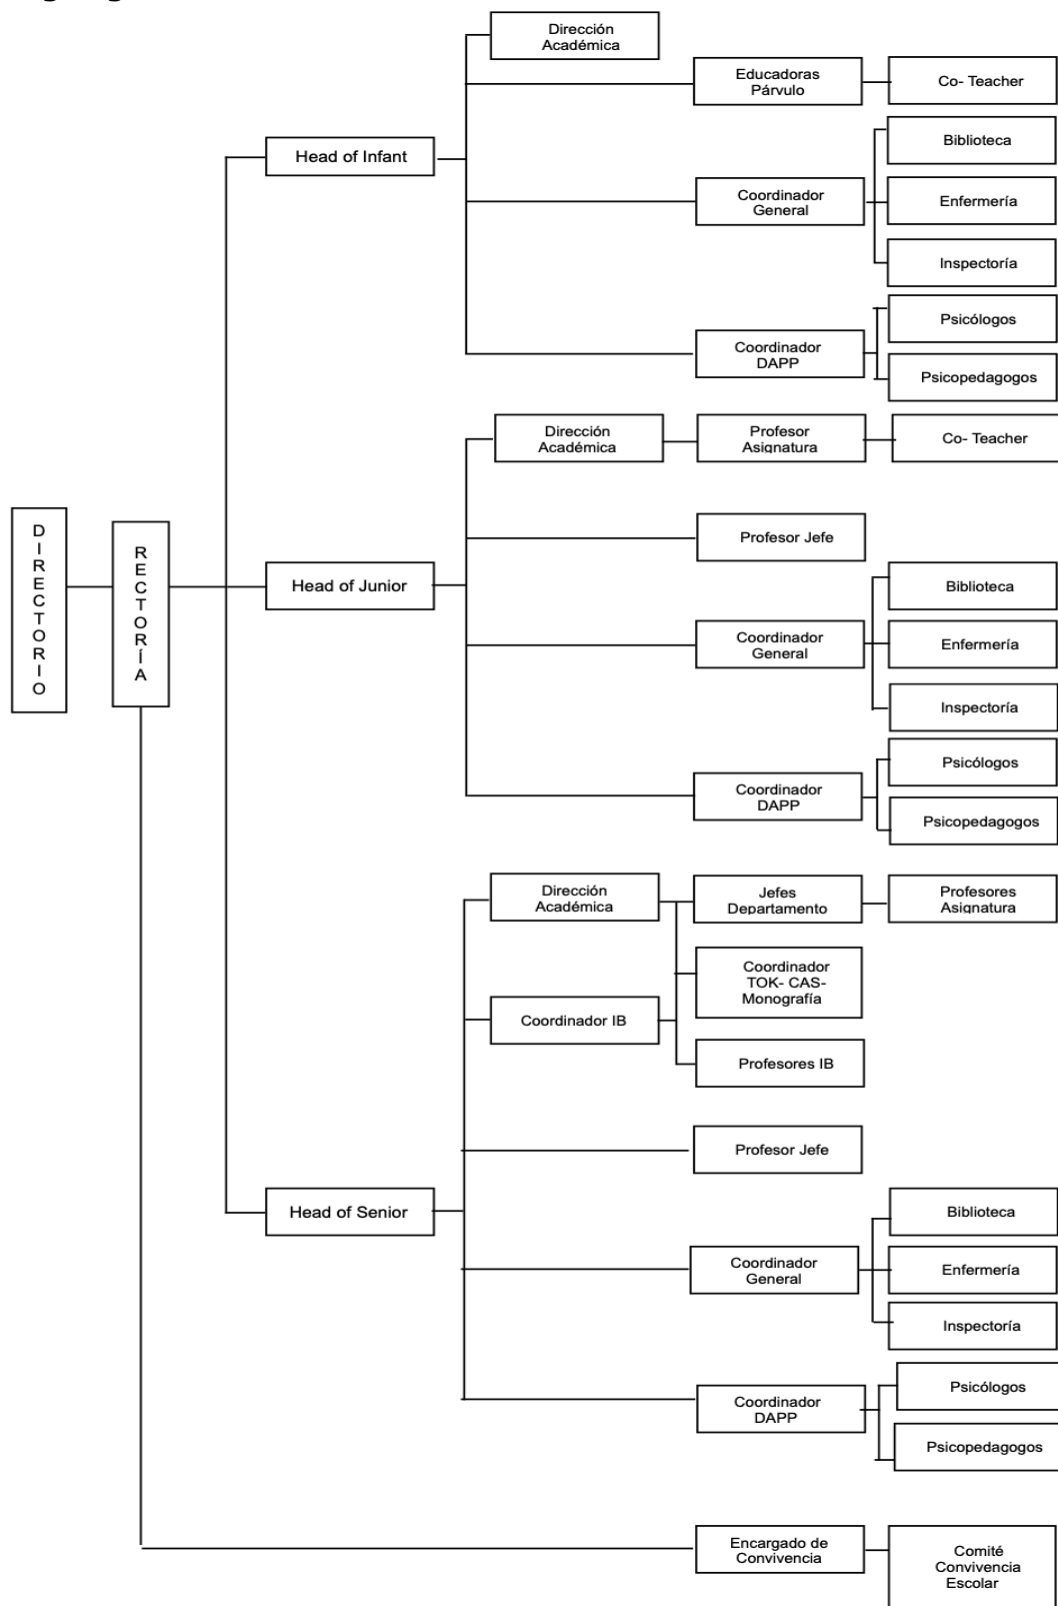 Dirección
Académica
Educadoras
Párvulo
Co- Teacher
Biblioteca
Head of Infant
Coordinador
General
Enfermería
Inspectoría
Psicólogos
Coordinador
DAPP
Psicopedagogos
Dirección
Académica
Profesor
Asignatura
Co- Teacher
DIRECTORIO
RECTORÍA
Profesor Jefe
Head of Junior
Biblioteca
Coordinador
General
Enfermería
Inspectoría
Psicólogos
Coordinador
DAPP
Psicopedagogos
Dirección
Académica
Jefes
Departamento
Profesores
Asignatura
Coordinador
TOK- CAS-
Monografía
Coordinador IB
Profesores IB
Profesor Jefe
Head of Senior
Biblioteca
Coordinador
General
Enfermería
Inspectoría
Psicólogos
Coordinador
DAPP
Psicopedagogos
Encargado de
Convivencia
Comité
Convivencia
Escolar